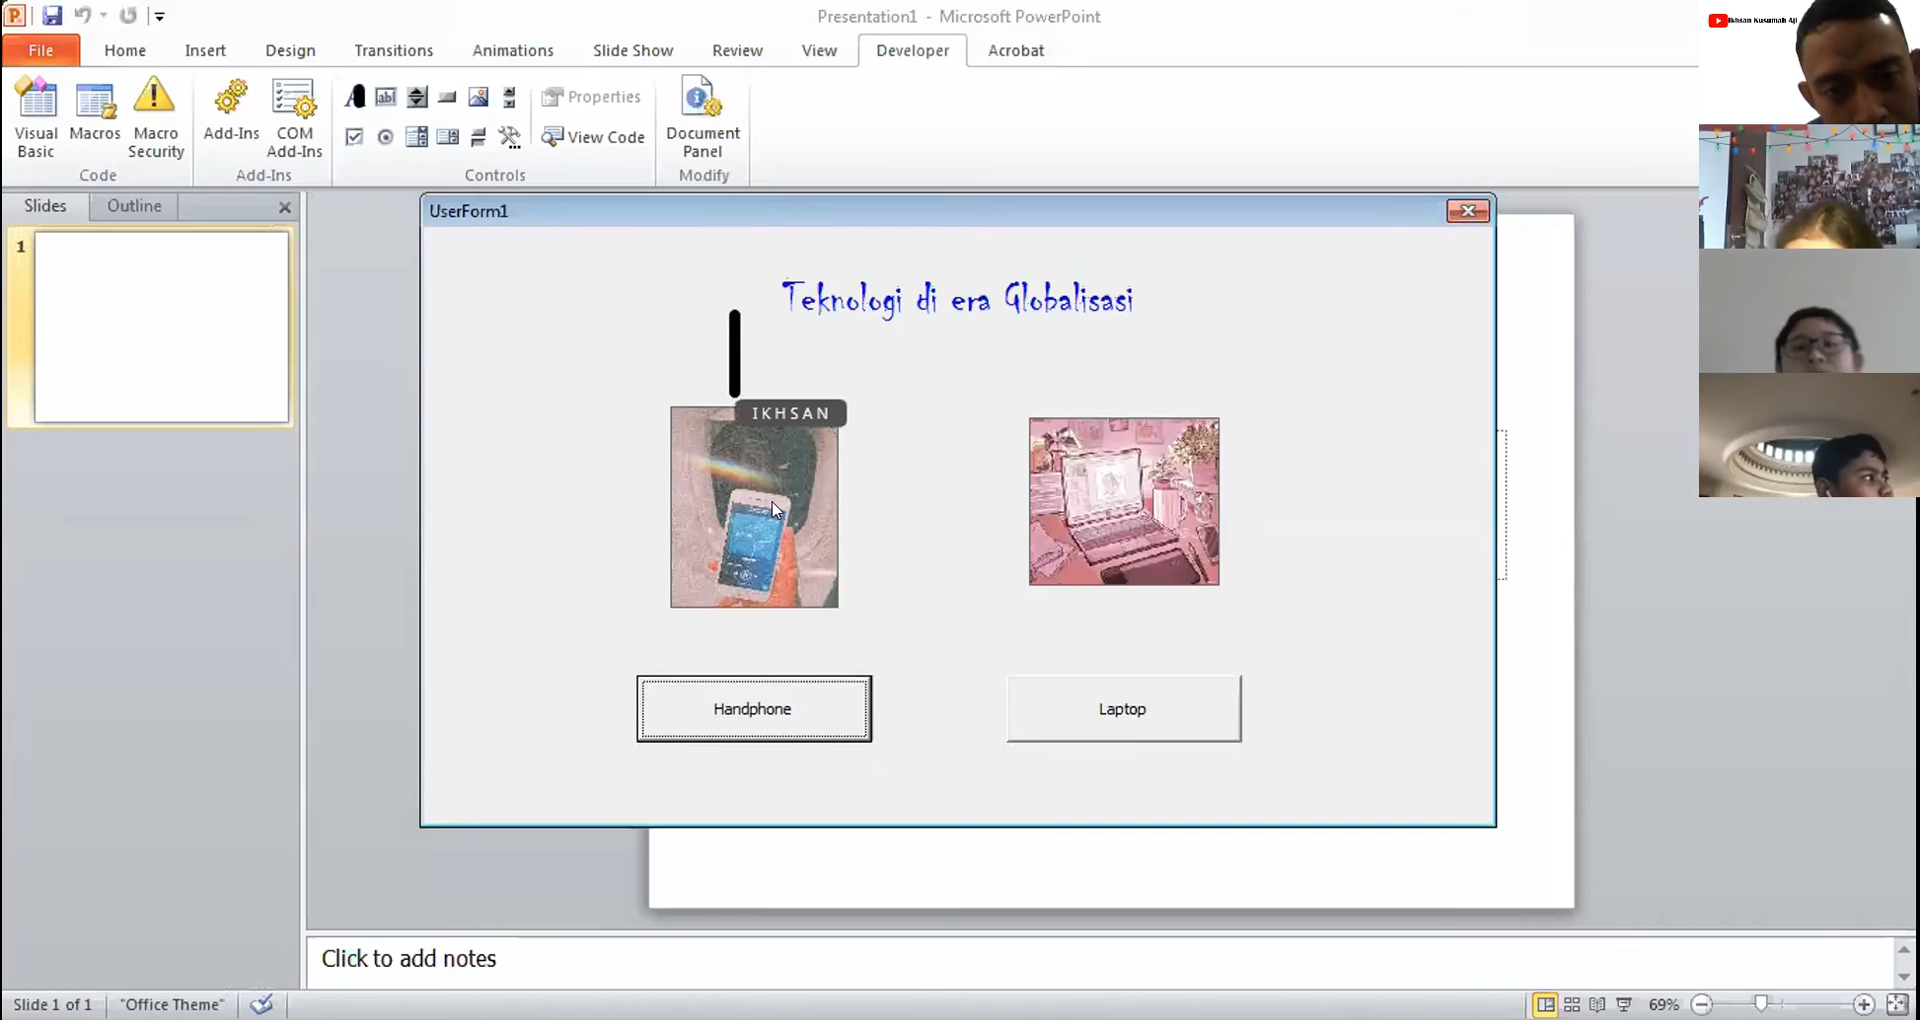 Presentation1 - Microsoft PowerPoint
Ikhsan Kusumah Aji
File Home Insert Design Transitions Animations Slide Show Review View Developer Acrobat
Visual Basic
Macros
Macro Security
Add-Ins
COM Add-Ins
Properties
View Code
Document Panel
Code
Add-Ins
Controls
Modify
Slides Outline
1
UserForm1
Teknologi di era Globalisasi
IKHSAN
Handphone Laptop
Click to add notes
Slide 1 of 1 "Office Theme" 69%